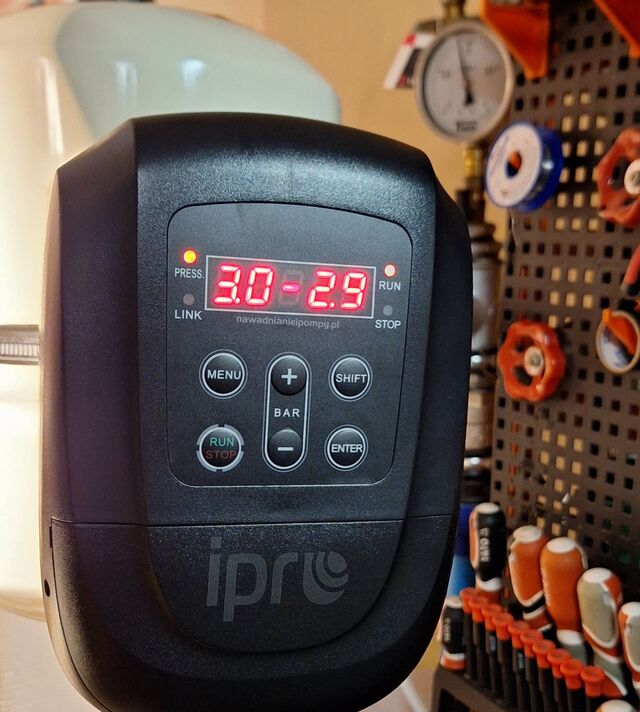 PRESS.
3.0-2.9
RUN
LINK
nawadnianieipompy.pl
STOP
MENU
+
SHIFT
BAR
RUN
STOP
-
ENTER
ipro